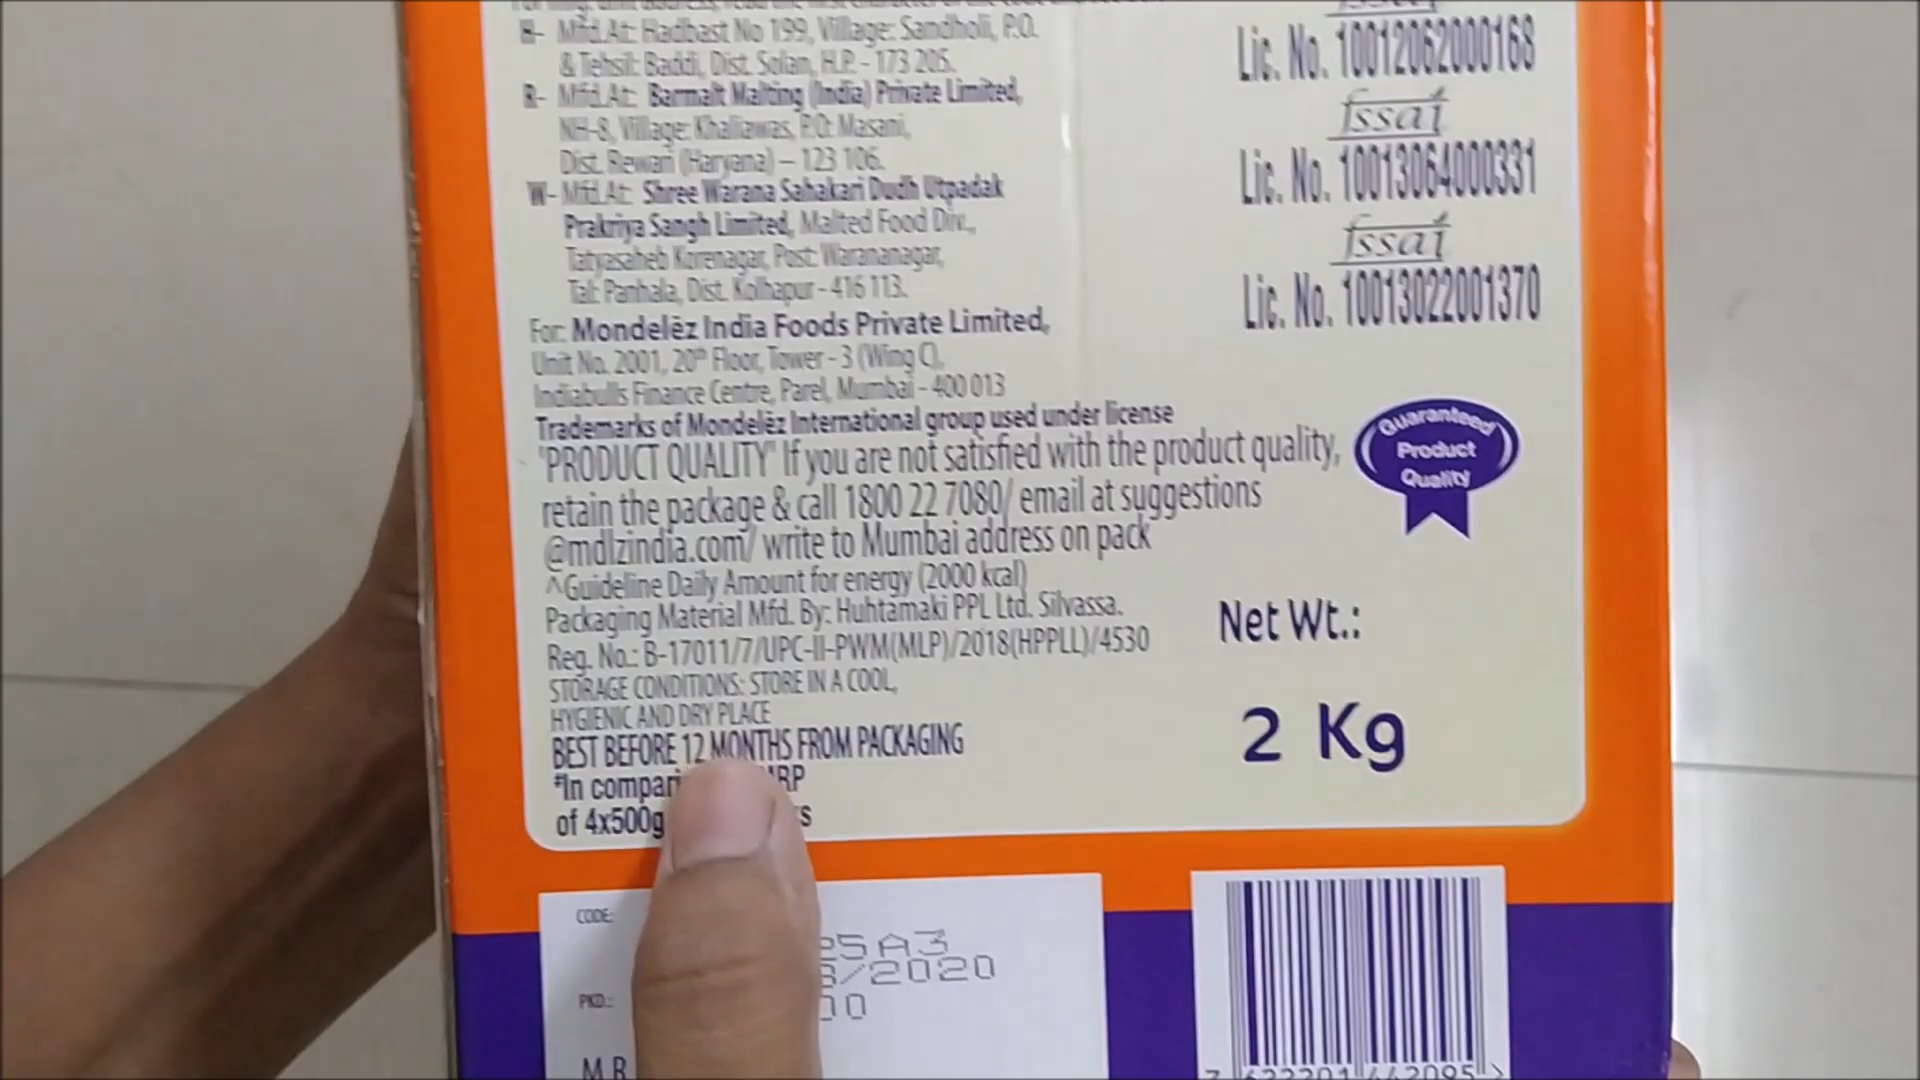 H- Mfd.At: Hadbast No 199, Village: Sandholi, P.O.
& Tehsil: Baddi, Dist. Solan, H.P. - 173 205.
R- Mfd.At: Barmalt Malting (India) Private Limited,
NH-8, Village: Khaliawas, P.O: Masani,
Dist. Rewari (Haryana) – 123 106.
W- Mfd.At: Shree Warana Sahakari Dudh Utpadak
Prakriya Sangh Limited, Malted Food Div.,
Tatyasaheb Korenagar, Post: Warananagar,
Tal: Panhala, Dist. Kolhapur - 416 113.
For: Mondelēz India Foods Private Limited,
Unit No. 2001, 20th Floor, Tower - 3 (Wing C),
Indiabulls Finance Centre, Parel, Mumbai - 400 013
Trademarks of Mondelēz International group used under license
"PRODUCT QUALITY" If you are not satisfied with the product quality,
retain the package & call 1800 22 7080/ email at suggestions
@mdlzindia.com/ write to Mumbai address on pack
^Guideline Daily Amount for energy (2000 kcal)
Packaging Material Mfd. By: Huhtamaki PPL Ltd. Silvassa.
Reg. No.: B-17011/7/UPC-II-PWM(MLP)/2018(HPPLL)/4530
STORAGE CONDITIONS: STORE IN A COOL,
HYGIENIC AND DRY PLACE
BEST BEFORE 12 MONTHS FROM PACKAGING
#In
of 4x500g
fssai
Lic. No. 10012062000168
fssai
Lic. No. 10013064000331
fssai
Lic. No. 10013022001370
Guaranteed
Product
Quality
Net Wt.:
2 Kg
CODE:
25 A3
/2020
PKD.:
00